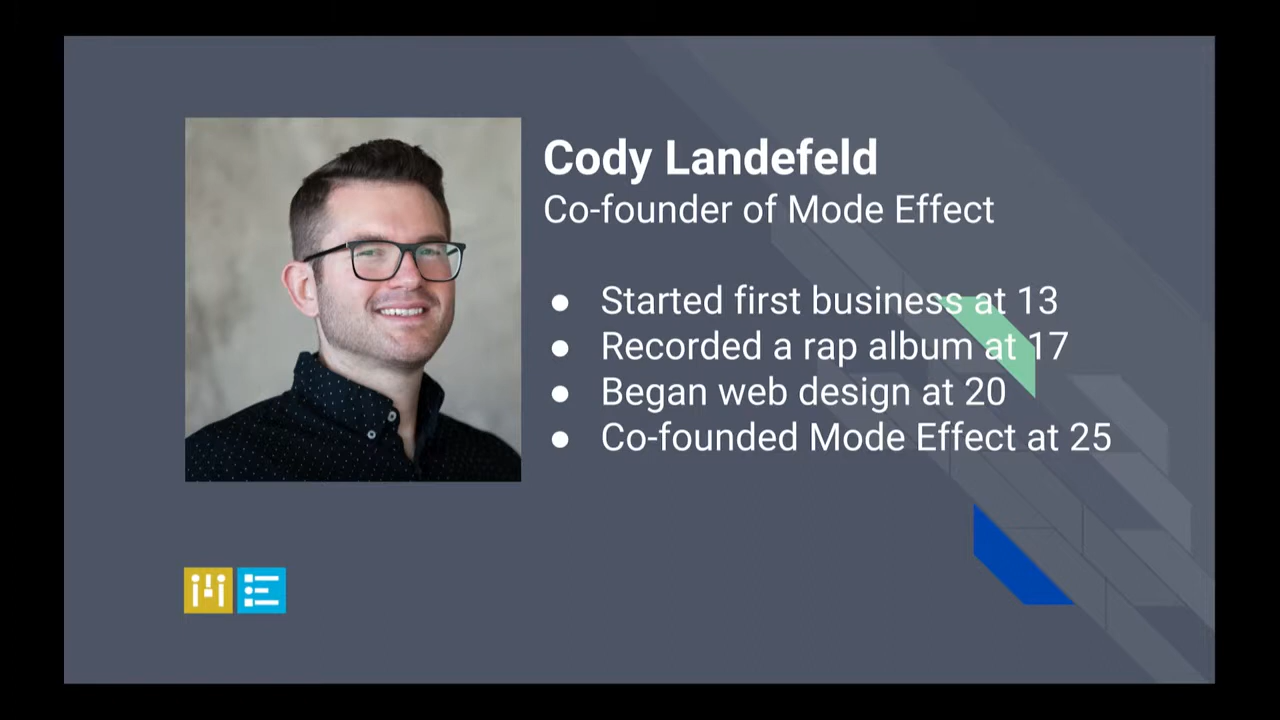 Cody Landefeld
Co-founder of Mode Effect
● Started first business at 13
● Recorded a rap album at 17
● Began web design at 20
● Co-founded Mode Effect at 25